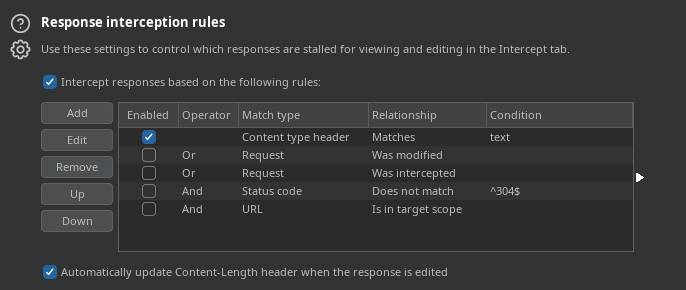 Response interception rules
Use these settings to control which responses are stalled for viewing and editing in the Intercept tab.
Intercept responses based on the following rules:
Add
Edit
Remove
Up
Down
Enabled Operator Match type Relationship Condition
Content type header Matches text
Or Request Was modified
Or Request Was intercepted
And Status code Does not match ^304$
And URL Is in target scope
Automatically update Content-Length header when the response is edited